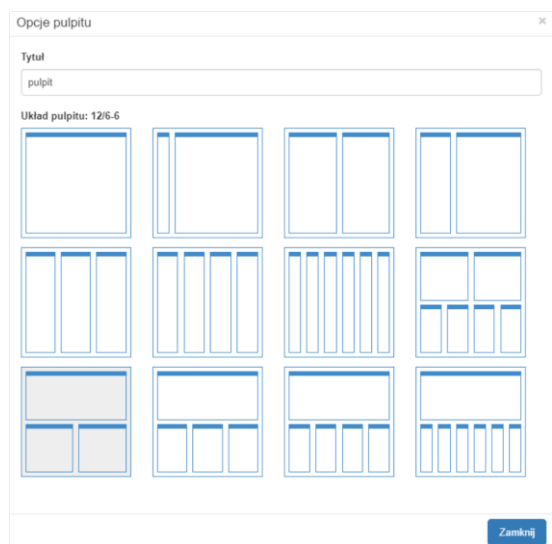 Opcje pulpitu
×
Tytuł
pulpit
Układ pulpitu: 12/6-6
Zamknij